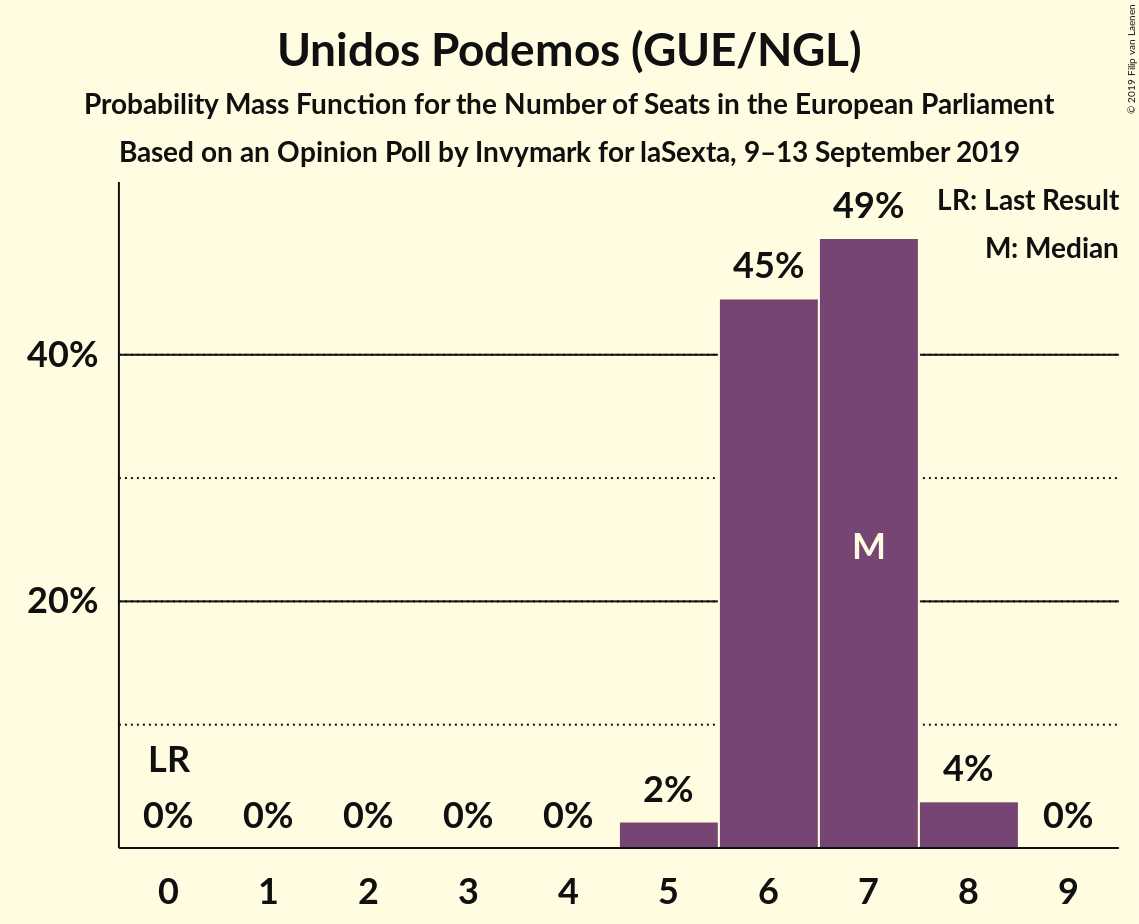 Unidos Podemos (GUE/NGL)
Probability Mass Function for the Number of Seats in the European Parliament
Based on an Opinion Poll by Invymark for laSexta, 9–13 September 2019
© 2019 Filip van Laenen
LR: Last Result
M: Median
49%
45%
40%
M
20%
LR
0% 0% 0% 0% 0% 2% 4% 0%
0 1 2 3 4 5 6 7 8 9